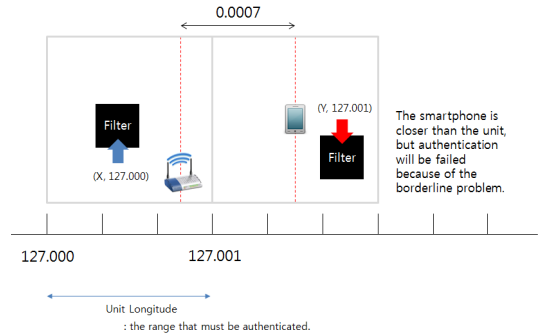 0.0007
Filter
(X, 127.000)
(Y, 127.001)
Filter
The smartphone is
closer than the unit,
but authentication
will be failed
because of the
borderline problem.
127.000
127.001
Unit Longitude
: the range that must be authenticated.